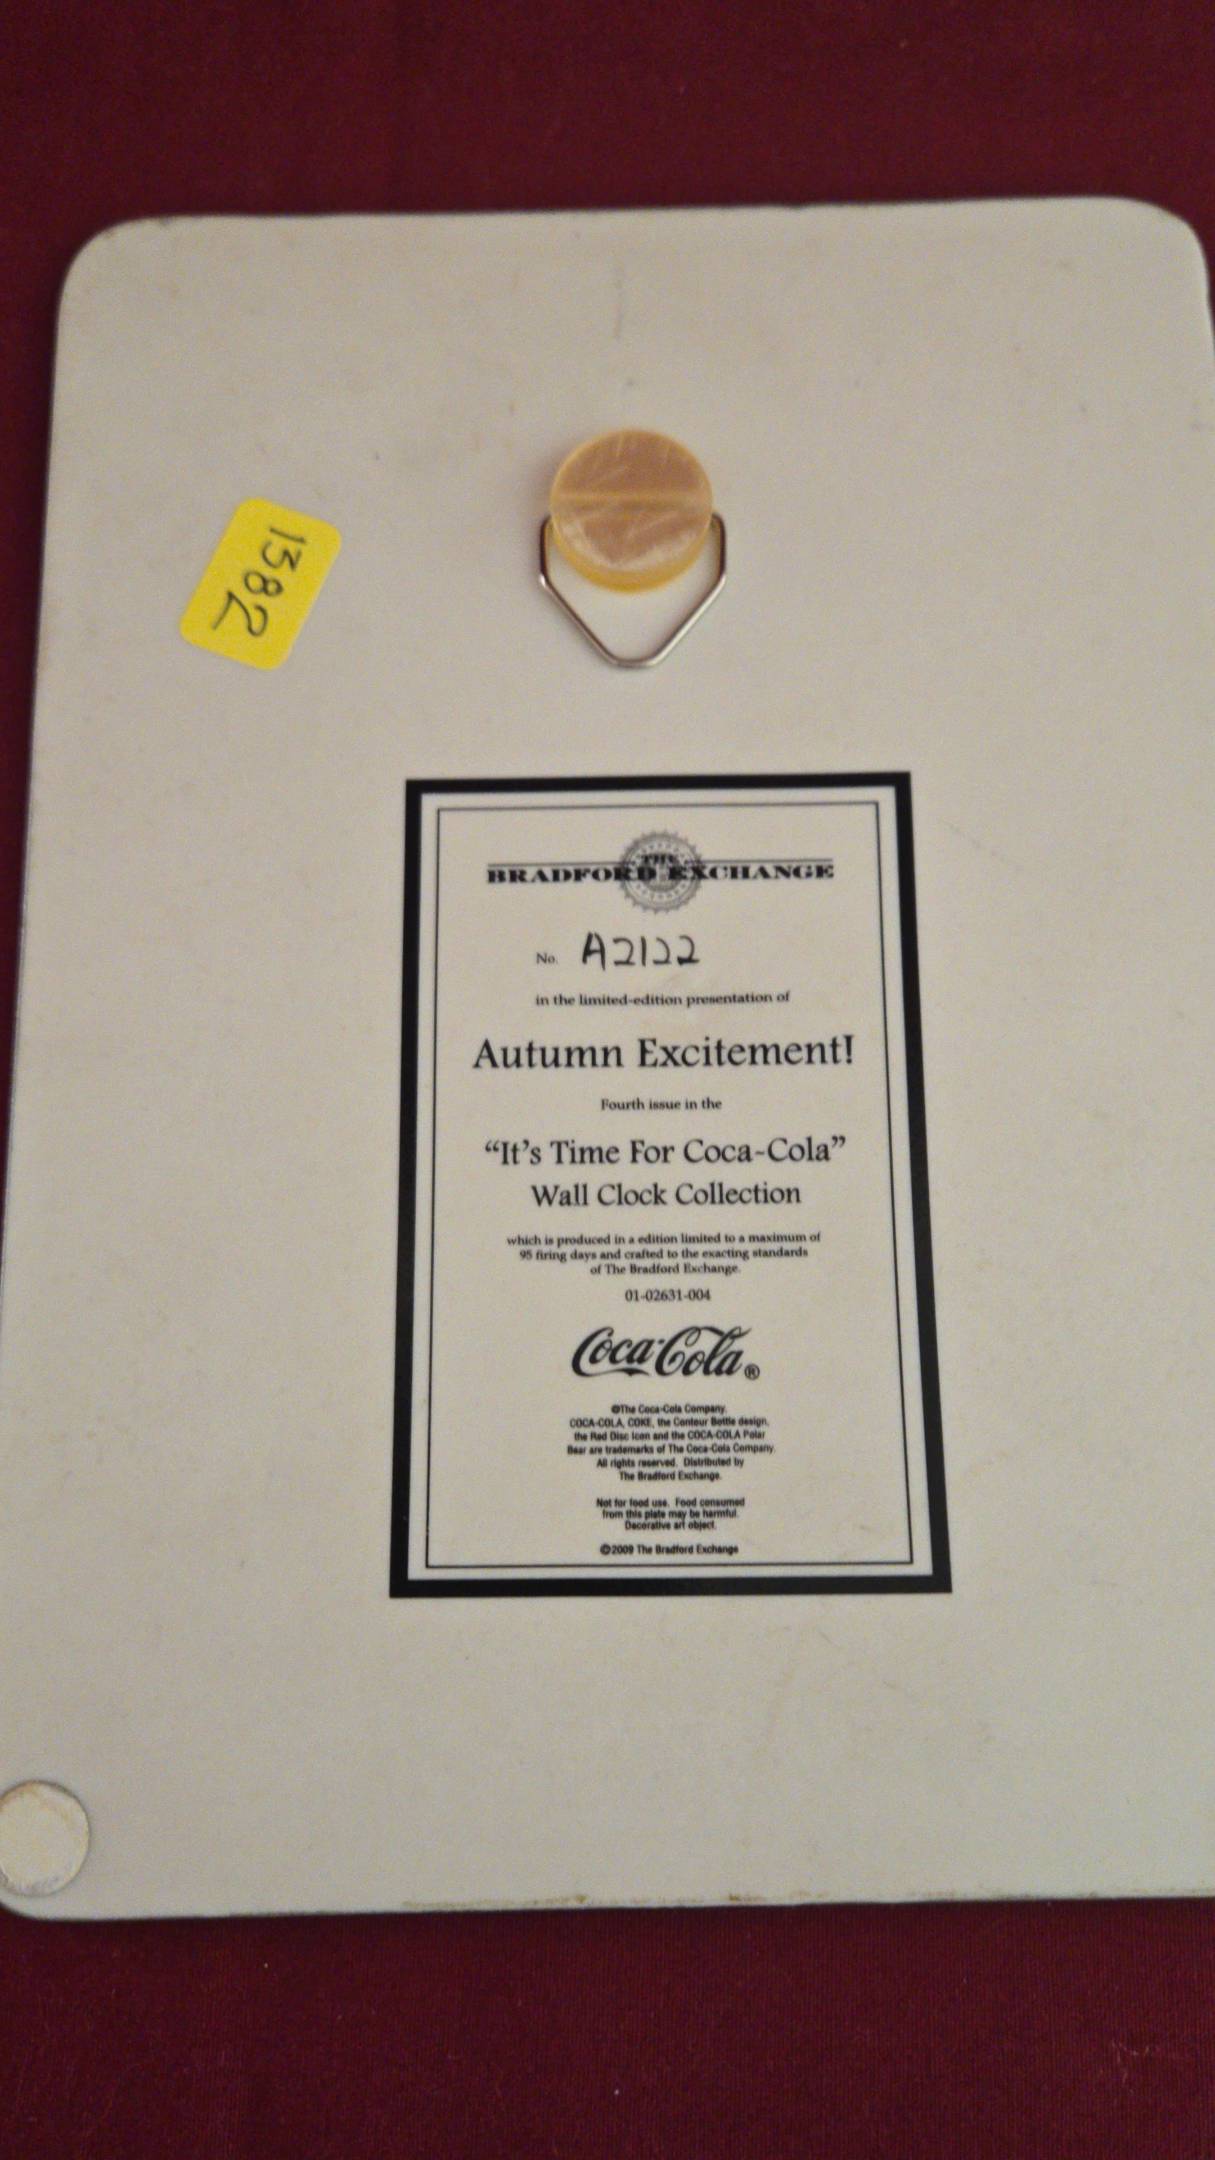 1382
THE
BRADFORD EXCHANGE
No. A2122
in the limited-edition presentation of
Autumn Excitement!
Fourth issue in the
“It’s Time For Coca-Cola”
Wall Clock Collection
which is produced in a edition limited to a maximum of
95 firing days and crafted to the exacting standards
of The Bradford Exchange.
01-02631-004
Coca-Cola®
©The Coca-Cola Company.
COCA-COLA, COKE, the Contour Bottle design,
the Red Disc Icon and the COCA-COLA Polar
Bear are trademarks of The Coca-Cola Company.
All rights reserved. Distributed by
The Bradford Exchange.
Not for food use. Food consumed
from this plate may be harmful.
Decorative art object.
©2009 The Bradford Exchange